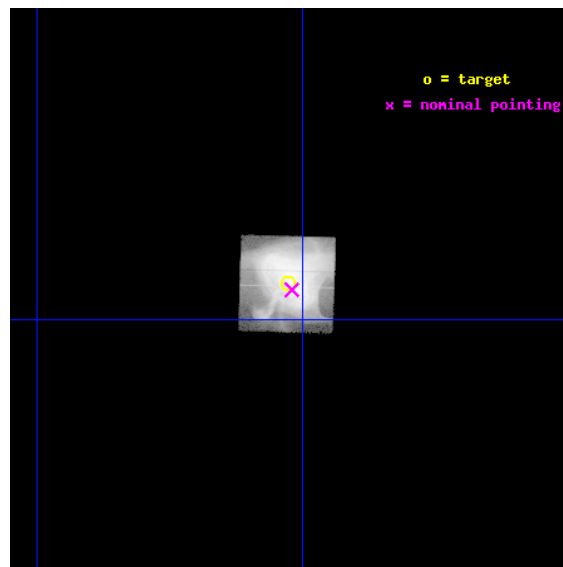 o = target
x = nominal pointing